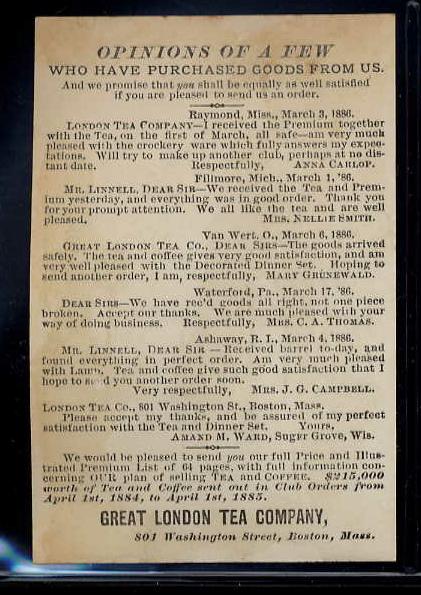 OPINIONS OF A FEW
WHO HAVE PURCHASED GOODS FROM US.
And we promise that you shall be equally as well satisfied
if you are pleased to send us an order.
Raymond, Miss., March 3, 1886.
LONDON TEA COMPANY—I received the Premium together
with the Tea, on the first of March, all safe—am very much
pleased with the crockery ware which fully answers my expec-
tations. Will try to make up another club, perhaps at no dis-
tant date. Respectfully, ANNA CARLOP.
Fillmore, Mich., March 1, '86.
MR. LINNELL, DEAR SIR—We received the Tea and Prem-
ium yesterday, and everything was in good order. Thank you
for your prompt attention. We all like the tea and are well
pleased. MRS. NELLIE SMITH.
Van Wert, O., March 6, 1886.
GREAT LONDON TEA CO., DEAR SIRS—The goods arrived
safely. The tea and coffee gives very good satisfaction, and am
very well pleased with the Decorated Dinner Set. Hoping to
send another order, I am, respectfully, MARY GRUNEWALD.
Waterford, Pa., March 17, '86.
DEAR SIRS—We have rec'd goods all right, not one piece
broken. Accept our thanks. We are much pleased with your
way of doing business. Respectfully, MRS. C. A. THOMAS.
Ashaway, R. I., March 4, 1886.
MR. LINNELL, DEAR SIR—Received barrel to-day, and
found everything in perfect order. Am very much pleased
with Lamp. Tea and coffee give such good satisfaction that I
hope to send you another order soon.
Very respectfully, MRS. J. G. CAMPBELL.
LONDON TEA CO., 801 Washington St., Boston, Mass.
Please accept my thanks, and be assured of my perfect
satisfaction with the Tea and Dinner Set. Yours,
AMAND M. WARD, Suger Grove, Wis.
We would be pleased to send you our full Price and Illus-
trated Premium List of 64 pages, with full information con-
cerning OUR plan of selling TEA and COFFEE. $215,000
worth of Tea and Coffee sent out in Club Orders from
April 1st, 1884, to April 1st, 1885.
GREAT LONDON TEA COMPANY,
801 Washington Street, Boston, Mass.